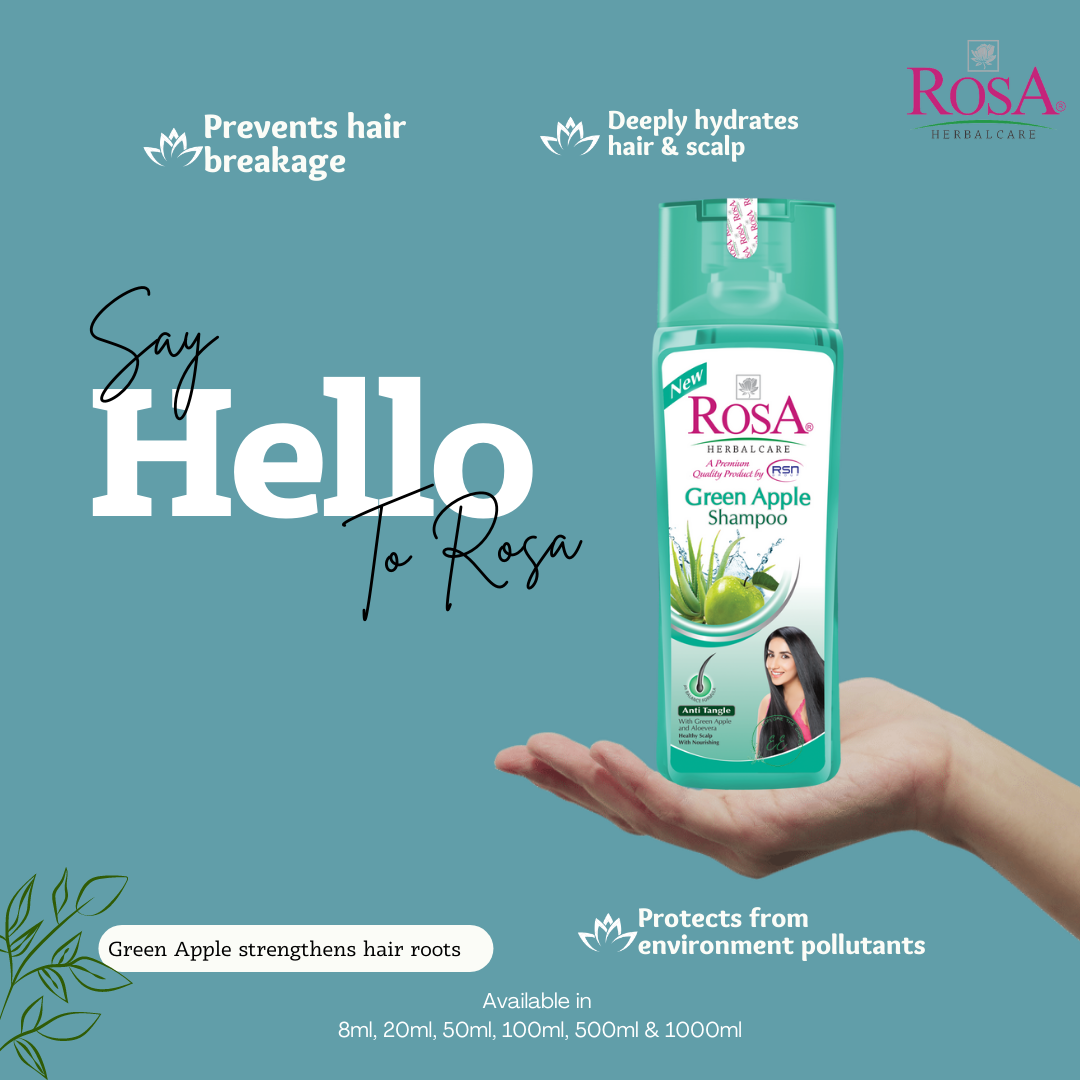 ROSA®
HERBALCARE
Prevents hair
breakage
Deeply hydrates
hair & scalp
Say
Hello
To Rosa
New
ROSA®
HERBALCARE
A Premium
Quality Product by RSN
Green Apple
Shampoo
Anti Tangle
With Green Apple
and Aloevera
Healthy Scalp
With Nourishing
Protects from
environment pollutants
Green Apple strengthens hair roots
Available in
8ml, 20ml, 50ml, 100ml, 500ml & 1000ml